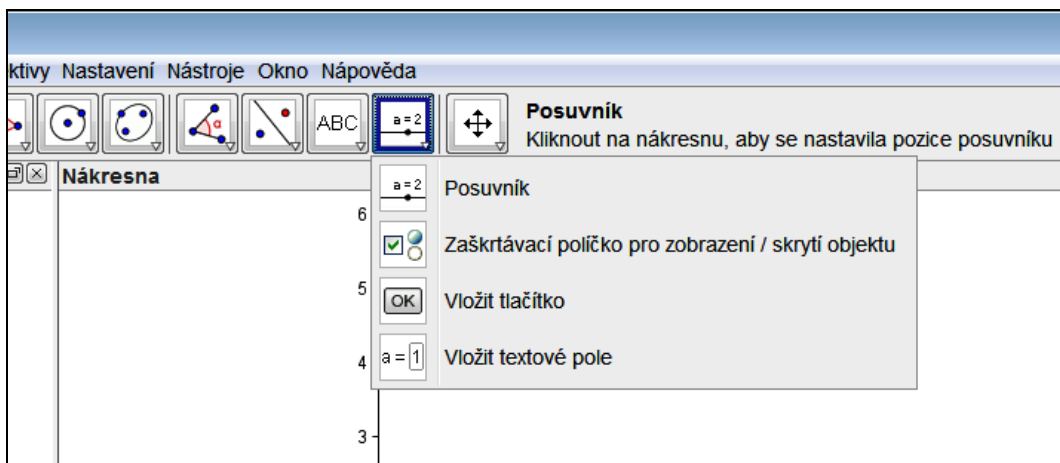 ktivy Nastavení Nástroje Okno Nápověda
α
ABC
a = 2
Posuvník
Kliknout na nákresnu, aby se nastavila pozice posuvníku
Nákresna
a = 2
Posuvník
6
Zaškrtávací políčko pro zobrazení / skrytí objektu
5
OK
Vložit tlačítko
4
a = 1
Vložit textové pole
3